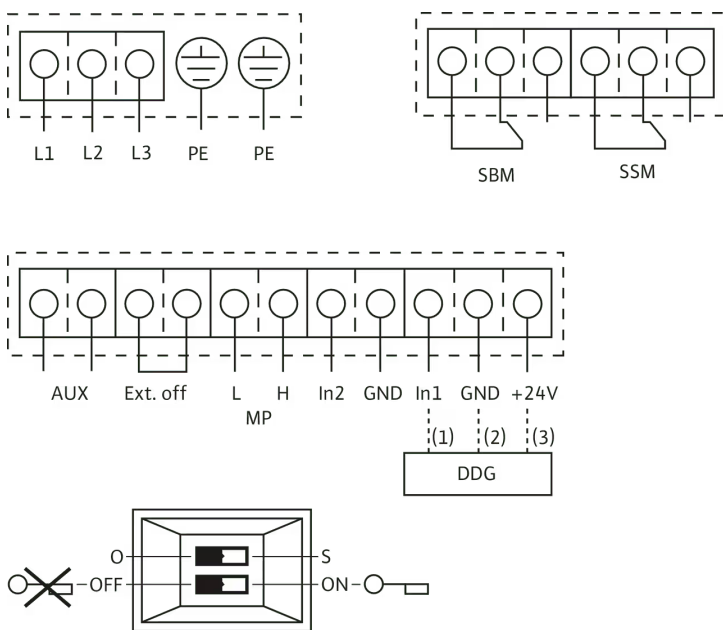 L1 L2 L3 PE PE
SBM SSM
AUX Ext. off L H In2 GND In1 GND +24V
MP
(1) (2) (3)
DDG
O S
OFF ON